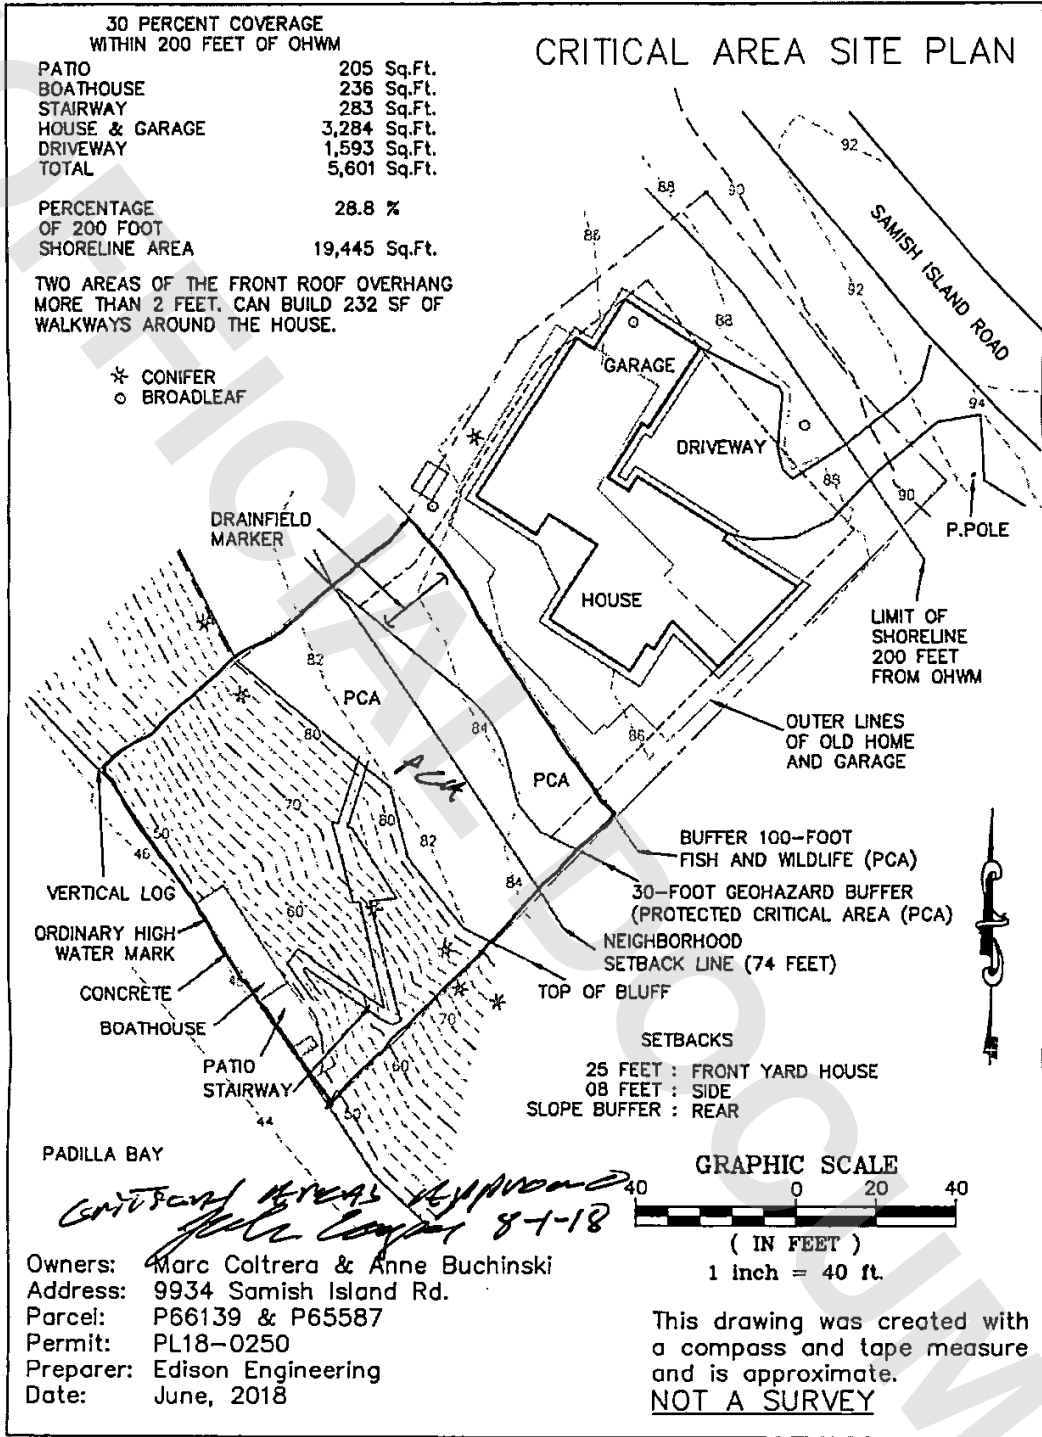 30 PERCENT COVERAGE
WITHIN 200 FEET OF OHWM
PATIO 205 Sq.Ft.
BOATHOUSE 236 Sq.Ft.
STAIRWAY 283 Sq.Ft.
HOUSE & GARAGE 3,284 Sq.Ft.
DRIVEWAY 1,593 Sq.Ft.
TOTAL 5,601 Sq.Ft.
PERCENTAGE 28.8 %
OF 200 FOOT
SHORELINE AREA 19,445 Sq.Ft.
TWO AREAS OF THE FRONT ROOF OVERHANG
MORE THAN 2 FEET. CAN BUILD 232 SF OF
WALKWAYS AROUND THE HOUSE.
CONIFER
BROADLEAF
CRITICAL AREA SITE PLAN
92
88
90
86
SAMISH ISLAND ROAD
92
88
GARAGE
94
DRIVEWAY
88
90
P.POLE
DRAINFIELD
MARKER
HOUSE
LIMIT OF
SHORELINE
200 FEET
FROM OHWM
82
PCA
80
84
86
OUTER LINES
OF OLD HOME
AND GARAGE
PCA
PCA
70
80
82
50
46
84
BUFFER 100-FOOT
FISH AND WILDLIFE (PCA)
VERTICAL LOG
30-FOOT GEOHAZARD BUFFER
(PROTECTED CRITICAL AREA (PCA)
60
ORDINARY HIGH
WATER MARK
NEIGHBORHOOD
SETBACK LINE (74 FEET)
CONCRETE
TOP OF BLUFF
BOATHOUSE
70
PATIO
STAIRWAY
60
50
44
SETBACKS
25 FEET : FRONT YARD HOUSE
08 FEET : SIDE
SLOPE BUFFER : REAR
PADILLA BAY
Critical Areas Approved
8-1-18
GRAPHIC SCALE
40 0 20 40
( IN FEET )
1 inch = 40 ft.
Owners: Marc Coltrera & Anne Buchinski
Address: 9934 Samish Island Rd.
Parcel: P66139 & P65587
Permit: PL18-0250
Preparer: Edison Engineering
Date: June, 2018
This drawing was created with
a compass and tape measure
and is approximate.
NOT A SURVEY